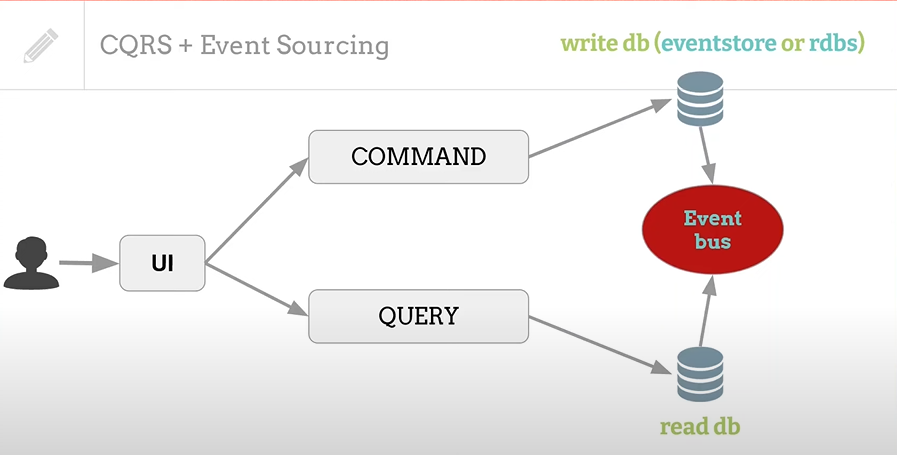 CQRS + Event Sourcing
write db (eventstore or rdbs)
COMMAND
Event
bus
UI
QUERY
read db